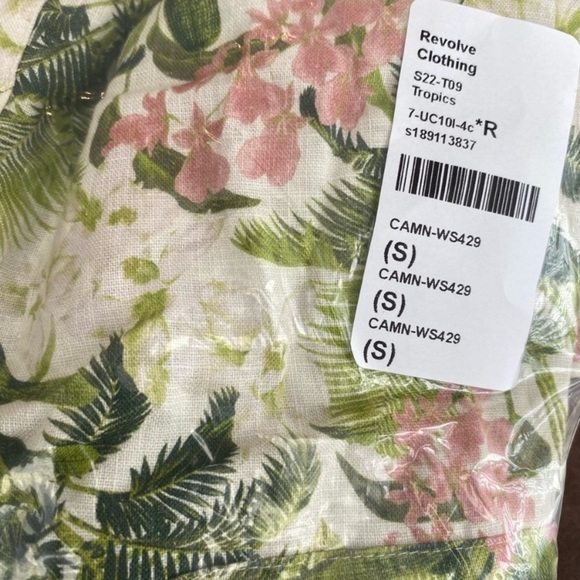 Revolve
Clothing
S22-T09
Tropics
7-UC10I-4c*R
s189113837
CAMN-WS429
(S)
CAMN-WS429
(S)
CAMN-WS429
(S)